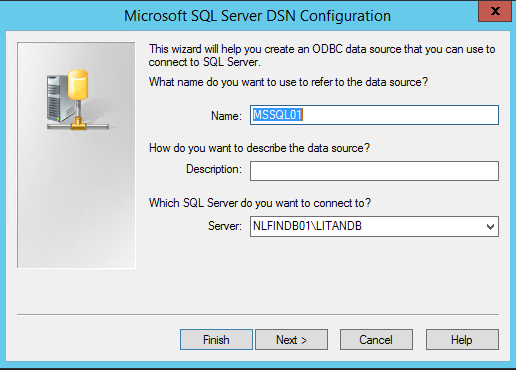 Microsoft SQL Server DSN Configuration
x
This wizard will help you create an ODBC data source that you can use to
connect to SQL Server.
What name do you want to use to refer to the data source?
Name: MSSQL01
How do you want to describe the data source?
Description:
Which SQL Server do you want to connect to?
Server: NLFINDB01\LITANDB
Finish Next > Cancel Help